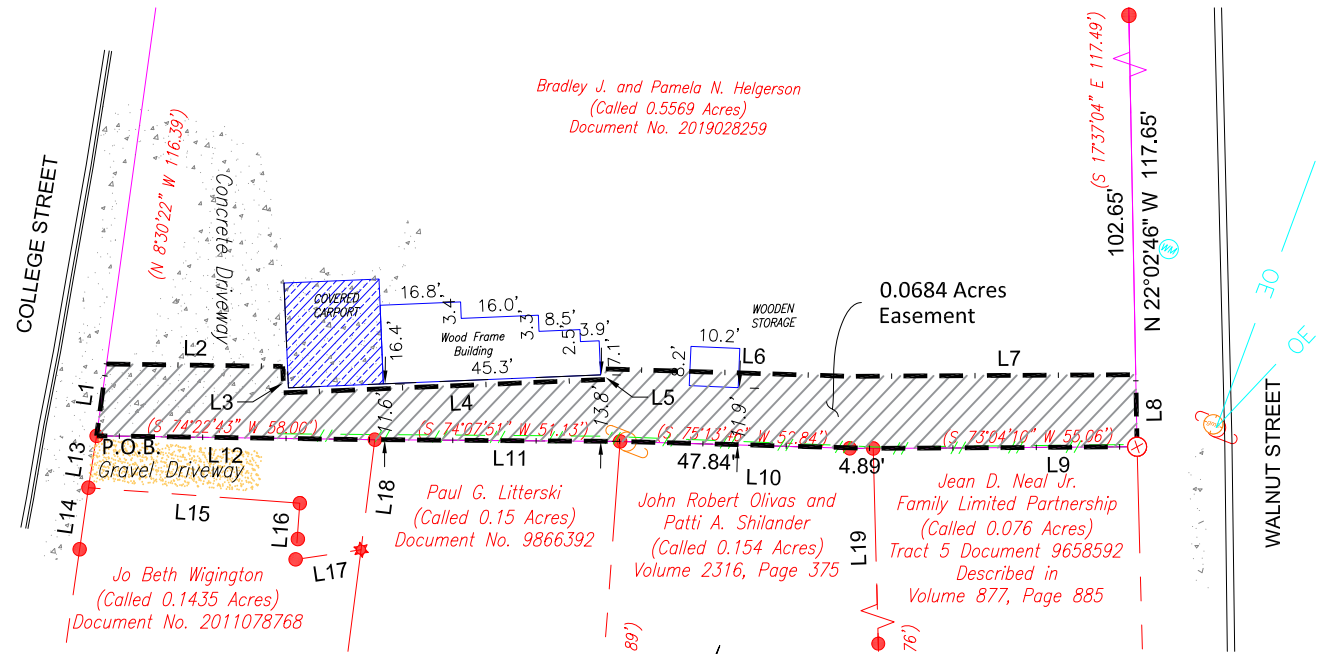 Bradley J. and Pamela N. Helgerson
(Called 0.5569 Acres)
Document No. 2019028259
COLLEGE STREET
(N 8°30'22" W 116.39')
Concrete Driveway
(S 17°37'04" E 117.49')
102.65'
N 22°02'46" W 117.65'
WM
OE
OE
WALNUT STREET
COVERED
CARPORT
16.8'
3.4'
16.0'
3.3'
8.5'
2.5'
3.9'
7.1'
16.4'
Wood Frame
Building
45.3'
WOODEN
STORAGE
10.2'
8.2'
0.0684 Acres
Easement
L1
L2
L3
L4
L5
L6
L7
L8
11.6'
13.8'
11.9'
(S 74°22'43" W 58.00')
(S 74°07'51" W 51.13')
(S 75°13'46" W 52.84')
(S 73°04'10" W 55.06')
P.O.B.
Gravel Driveway
L12
L11
47.84'
L10
4.89'
L9
L13
L14
L15
L16
L17
L18
L19
Jo Beth Wigington
(Called 0.1435 Acres)
Document No. 2011078768
Paul G. Litterski
(Called 0.15 Acres)
Document No. 9866392
John Robert Olivas and
Patti A. Shilander
(Called 0.154 Acres)
Volume 2316, Page 375
Jean D. Neal Jr.
Family Limited Partnership
(Called 0.076 Acres)
Tract 5 Document 9658592
Described in
Volume 877, Page 885
89')
76')